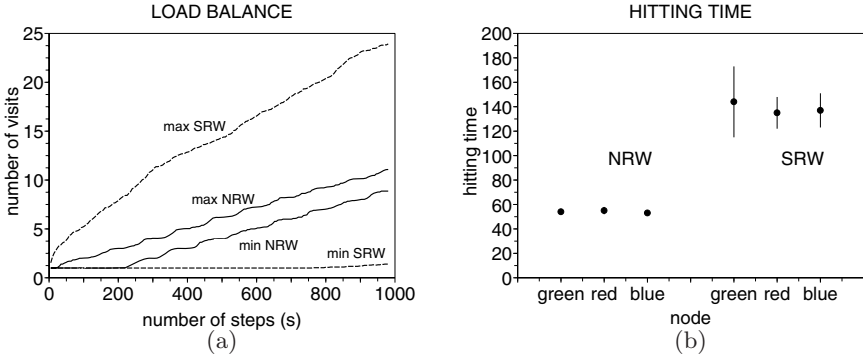 LOAD BALANCE
number of visits
25
20
15
10
5
0
max SRW
max NRW
min NRW
min SRW
0 200 400 600 800 1000
number of steps (s)
(a)
HITTING TIME
hitting time
200
180
160
140
120
100
80
60
40
20
0
NRW SRW
green red blue green red blue
node
(b)